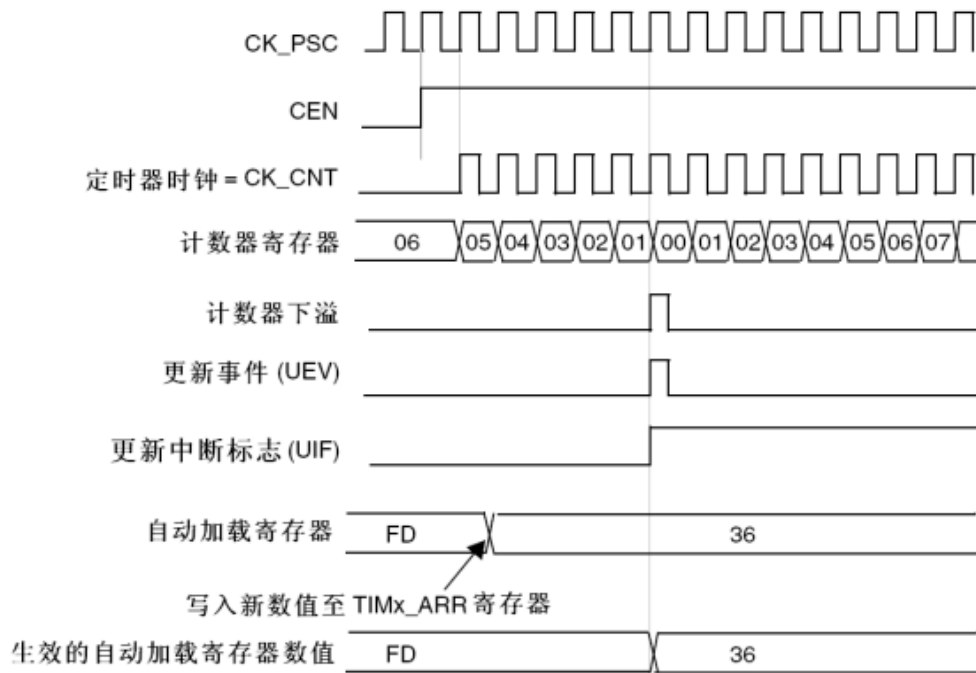 CK_PSC
CEN
定时器时钟 = CK_CNT
计数器寄存器 06 05 04 03 02 01 00 01 02 03 04 05 06 07
计数器下溢
更新事件 (UEV)
更新中断标志 (UIF)
自动加载寄存器 FD 36
写入新数值至 TIMx_ARR 寄存器
生效的自动加载寄存器数值 FD 36